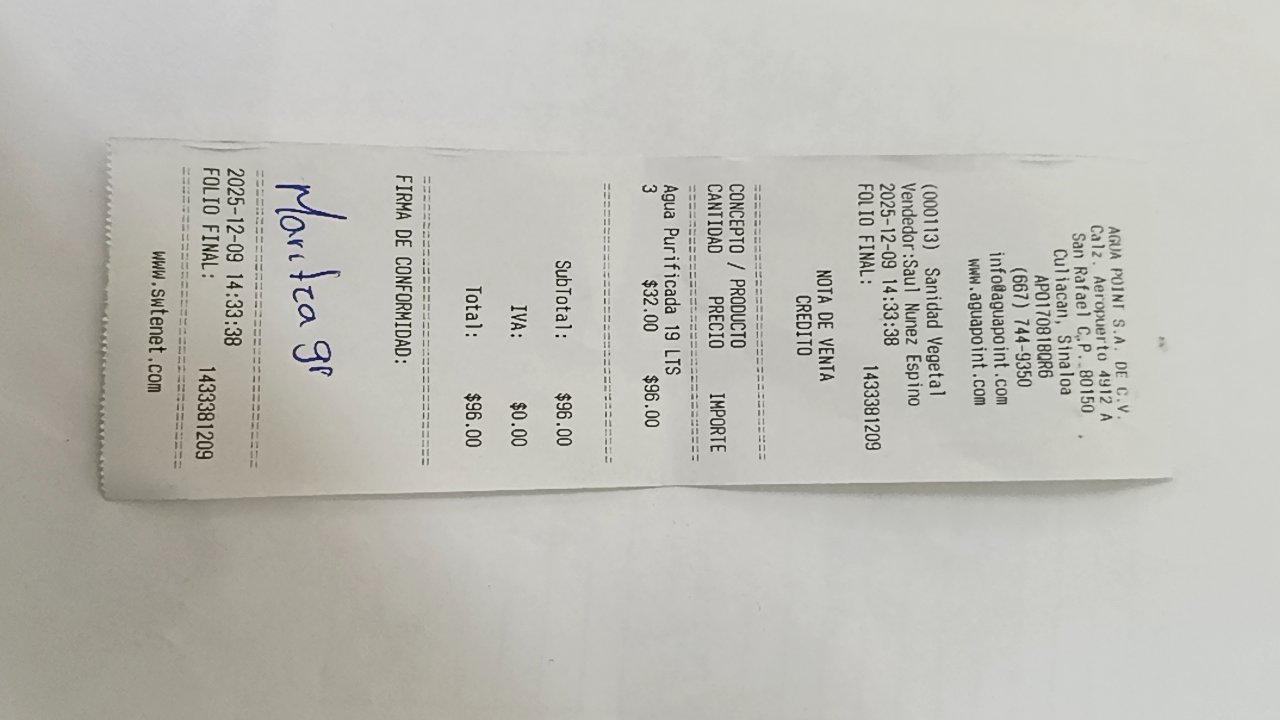 AGUA POINT S.A. DE C.V.
Calz. Aeropuerto 4912 A
San Rafael C.P. 80150
Culiacan, Sinaloa
APO170818QR6
(667) 744-9350
info@aguapoint.com
www.aguapoint.com
(000113) Sanidad Vegetal
Vendedor:Saul Nunez Espino
2025-12-09 14:33:38
FOLIO FINAL: 1433381209
NOTA DE VENTA
CREDITO
CONCEPTO / PRODUCTO
CANTIDAD PRECIO IMPORTE
Agua Purificada 19 LTS
3 $32.00 $96.00
SubTotal: $96.00
IVA: $0.00
Total: $96.00
FIRMA DE CONFORMIDAD:
Maritza gr
2025-12-09 14:33:38
FOLIO FINAL: 1433381209
www.swtenet.com